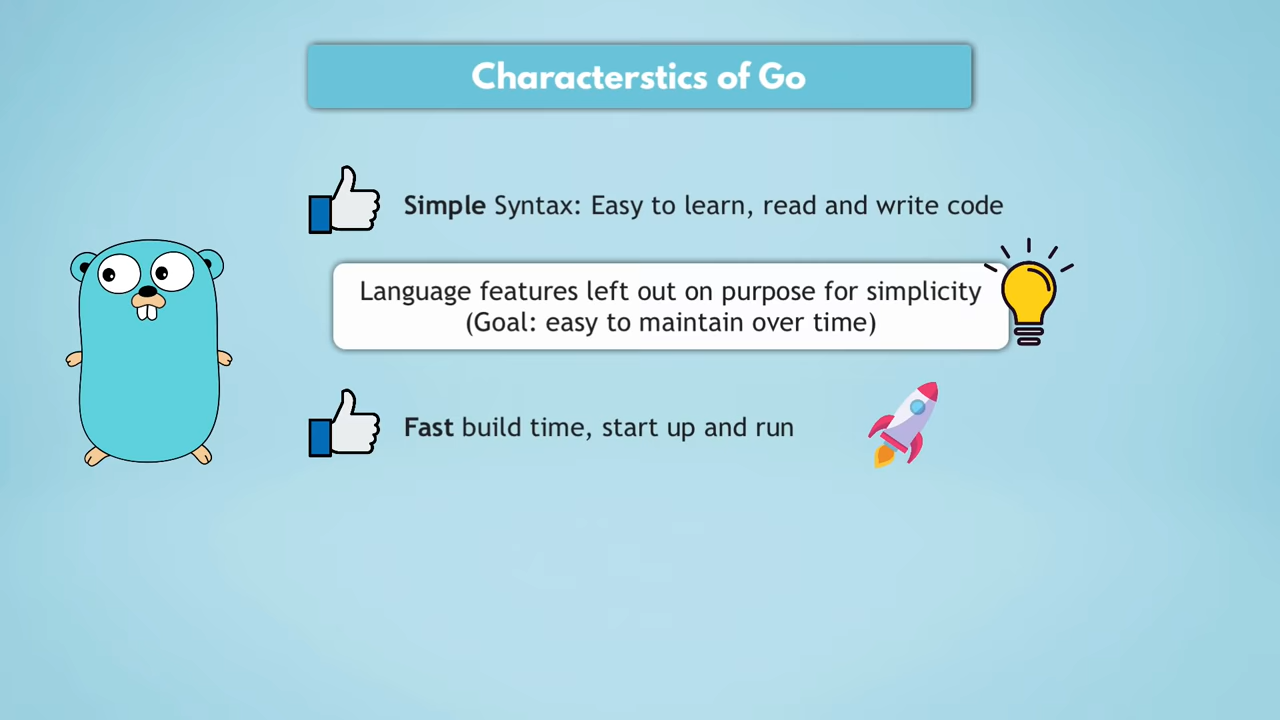 Characterstics of Go
Simple Syntax: Easy to learn, read and write code
Language features left out on purpose for simplicity
(Goal: easy to maintain over time)
Fast build time, start up and run